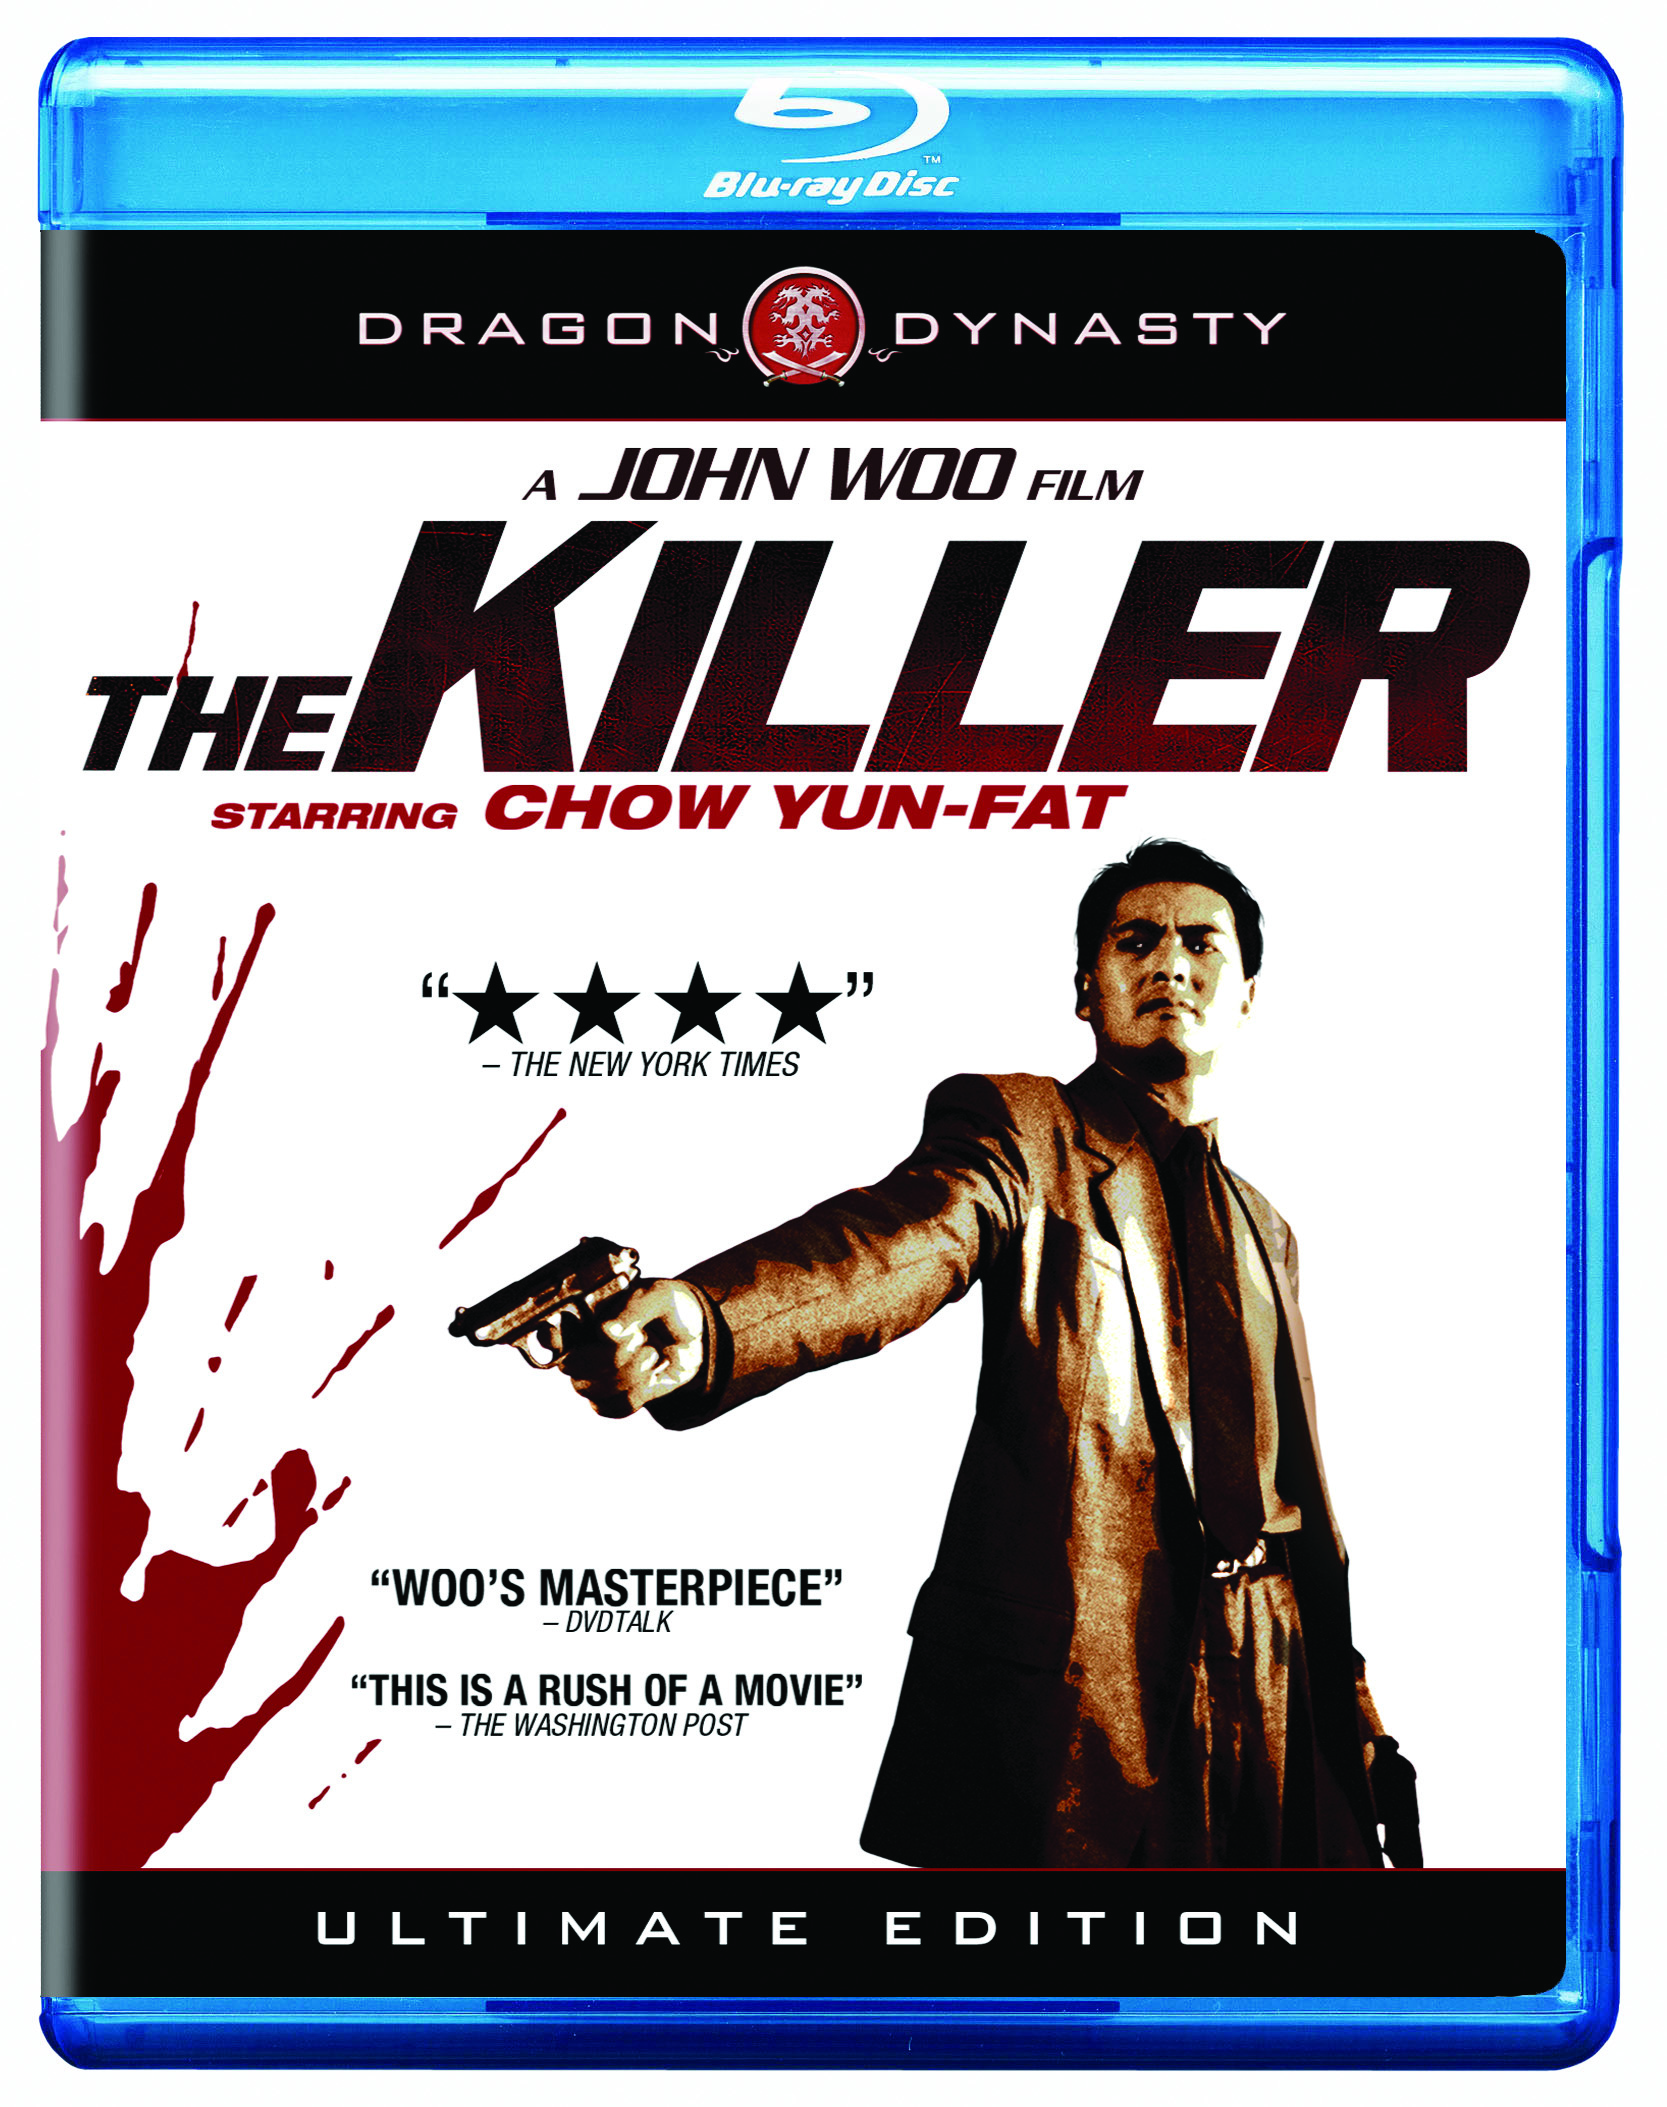 Blu-ray Disc™
DRAGON DYNASTY
A JOHN WOO FILM
THE KILLER
STARRING CHOW YUN-FAT
“★★★★”
– THE NEW YORK TIMES
“WOO’S MASTERPIECE”
– DVDTALK
“THIS IS A RUSH OF A MOVIE”
– THE WASHINGTON POST
ULTIMATE EDITION